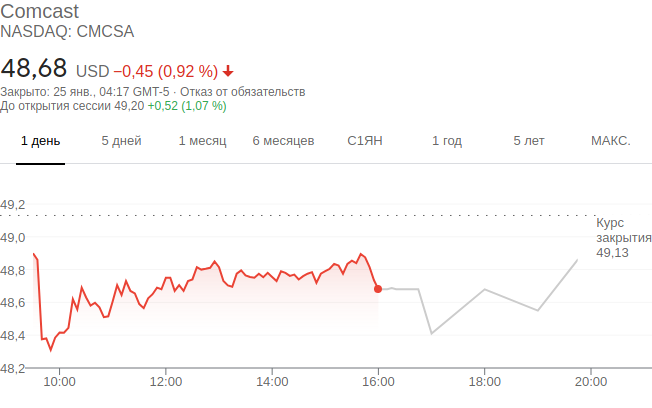 Comcast
NASDAQ: CMCSA
48,68 USD −0,45 (0,92 %)
Закрыто: 25 янв., 04:17 GMT-5 · Отказ от обязательств
До открытия сессии 49,20 +0,52 (1,07 %)
1 день 5 дней 1 месяц 6 месяцев С1ЯН 1 год 5 лет МАКС.
49,2
Курс
закрытия
49,13
49,0
48,8
48,6
48,4
48,2
10:00 12:00 14:00 16:00 18:00 20:00